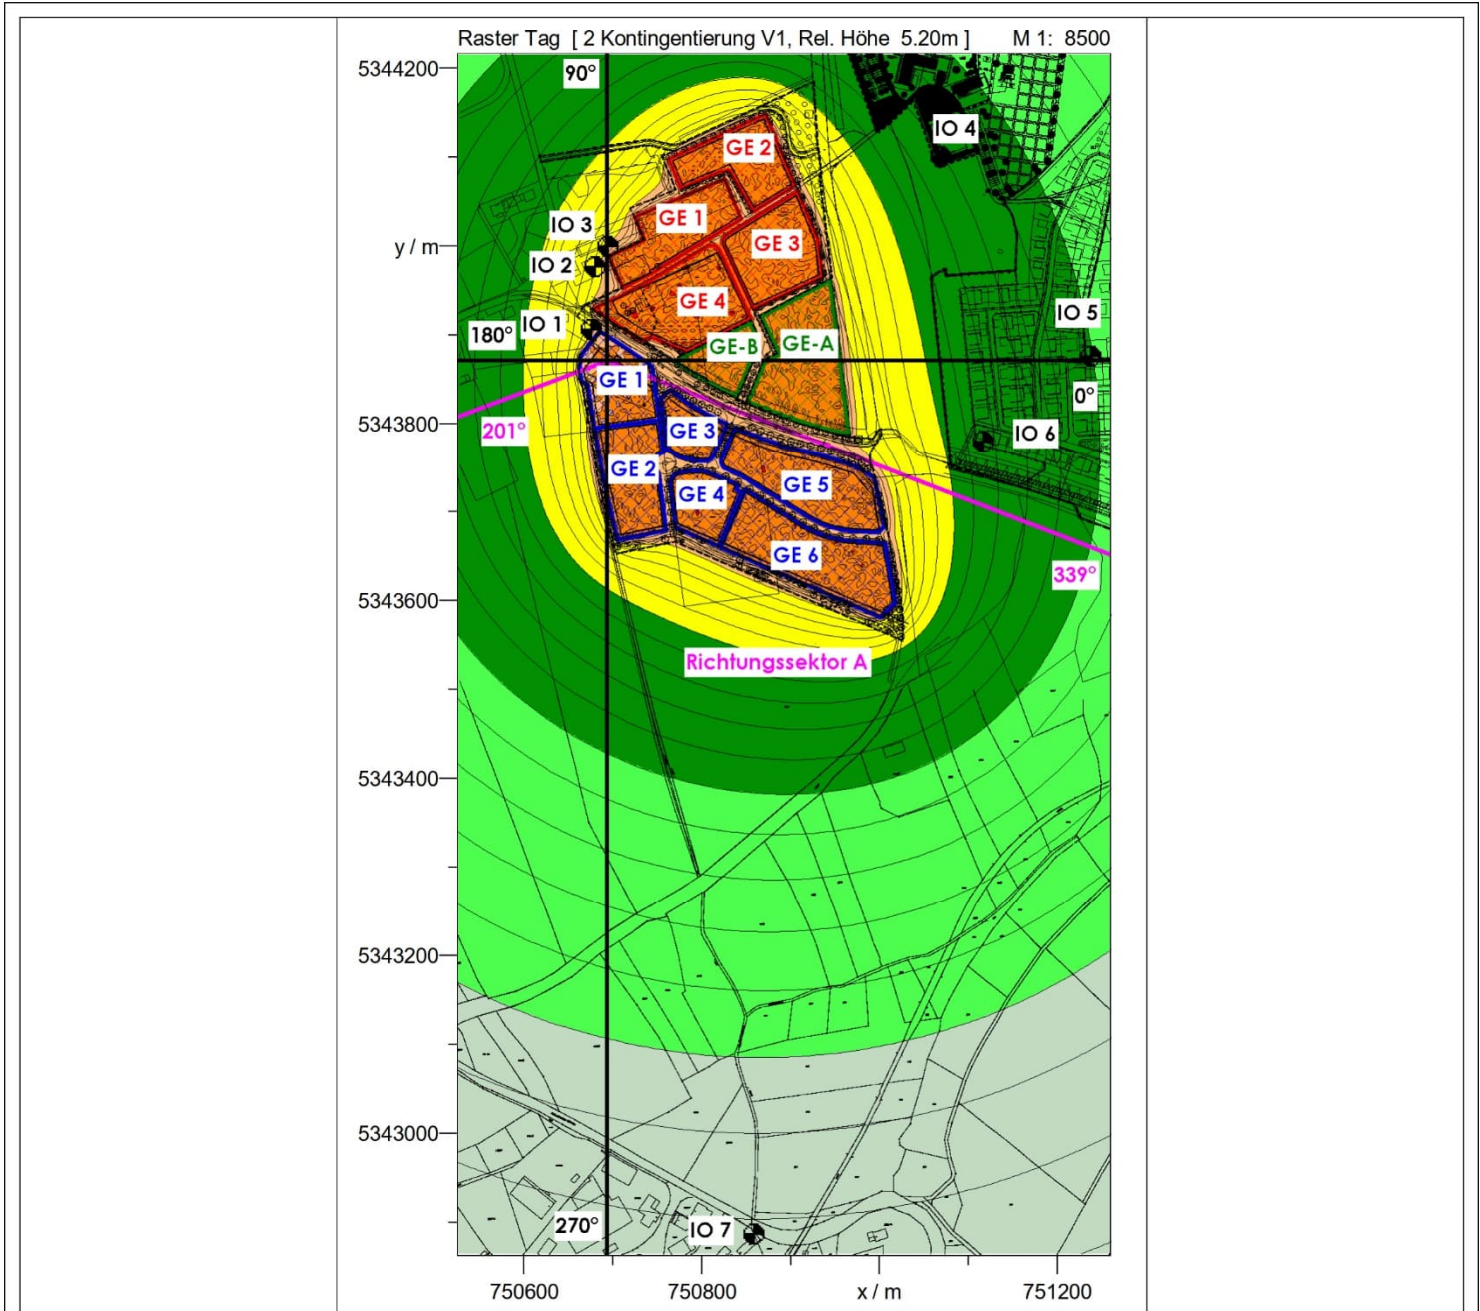 Raster Tag [ 2 Kontingentierung V1, Rel. Höhe 5.20m ] M 1: 8500
5344200
90°
IO 4
GE 2
IO 3
GE 1
y / m
GE 3
IO 2
GE 4
IO 5
IO 1
180°
GE-B
GE-A
GE 1
0°
5343800
201°
GE 3
IO 6
GE 2
GE 5
GE 4
GE 6
339°
5343600
Richtungssektor A
5343400
5343200
5343000
270°
IO 7
750600
750800
x / m
751200